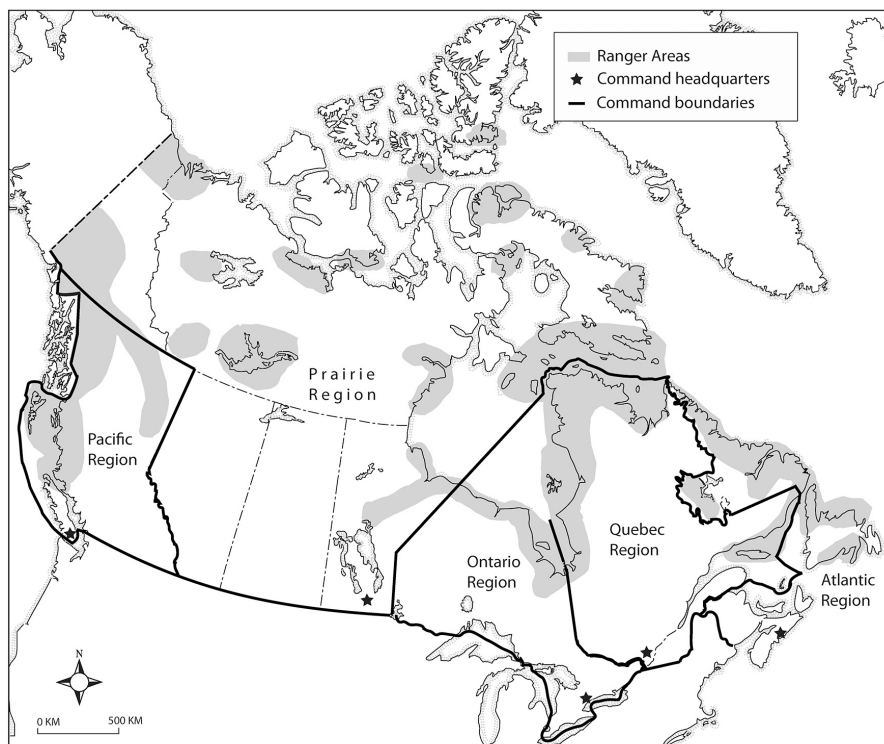 Ranger Areas
Command headquarters
Command boundaries
Prairie
Region
Pacific
Region
Quebec
Region
Ontario
Region
Atlantic
Region
N
0 KM 500 KM